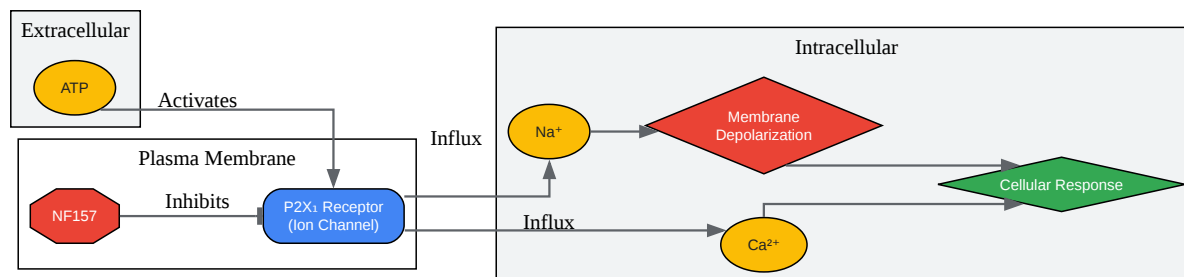 Extracellular
ATP
Activates
Plasma Membrane
NF157
Inhibits
P2X₁ Receptor
(Ion Channel)
Influx
Influx
Intracellular
Na⁺
Membrane
Depolarization
Ca²⁺
Cellular Response